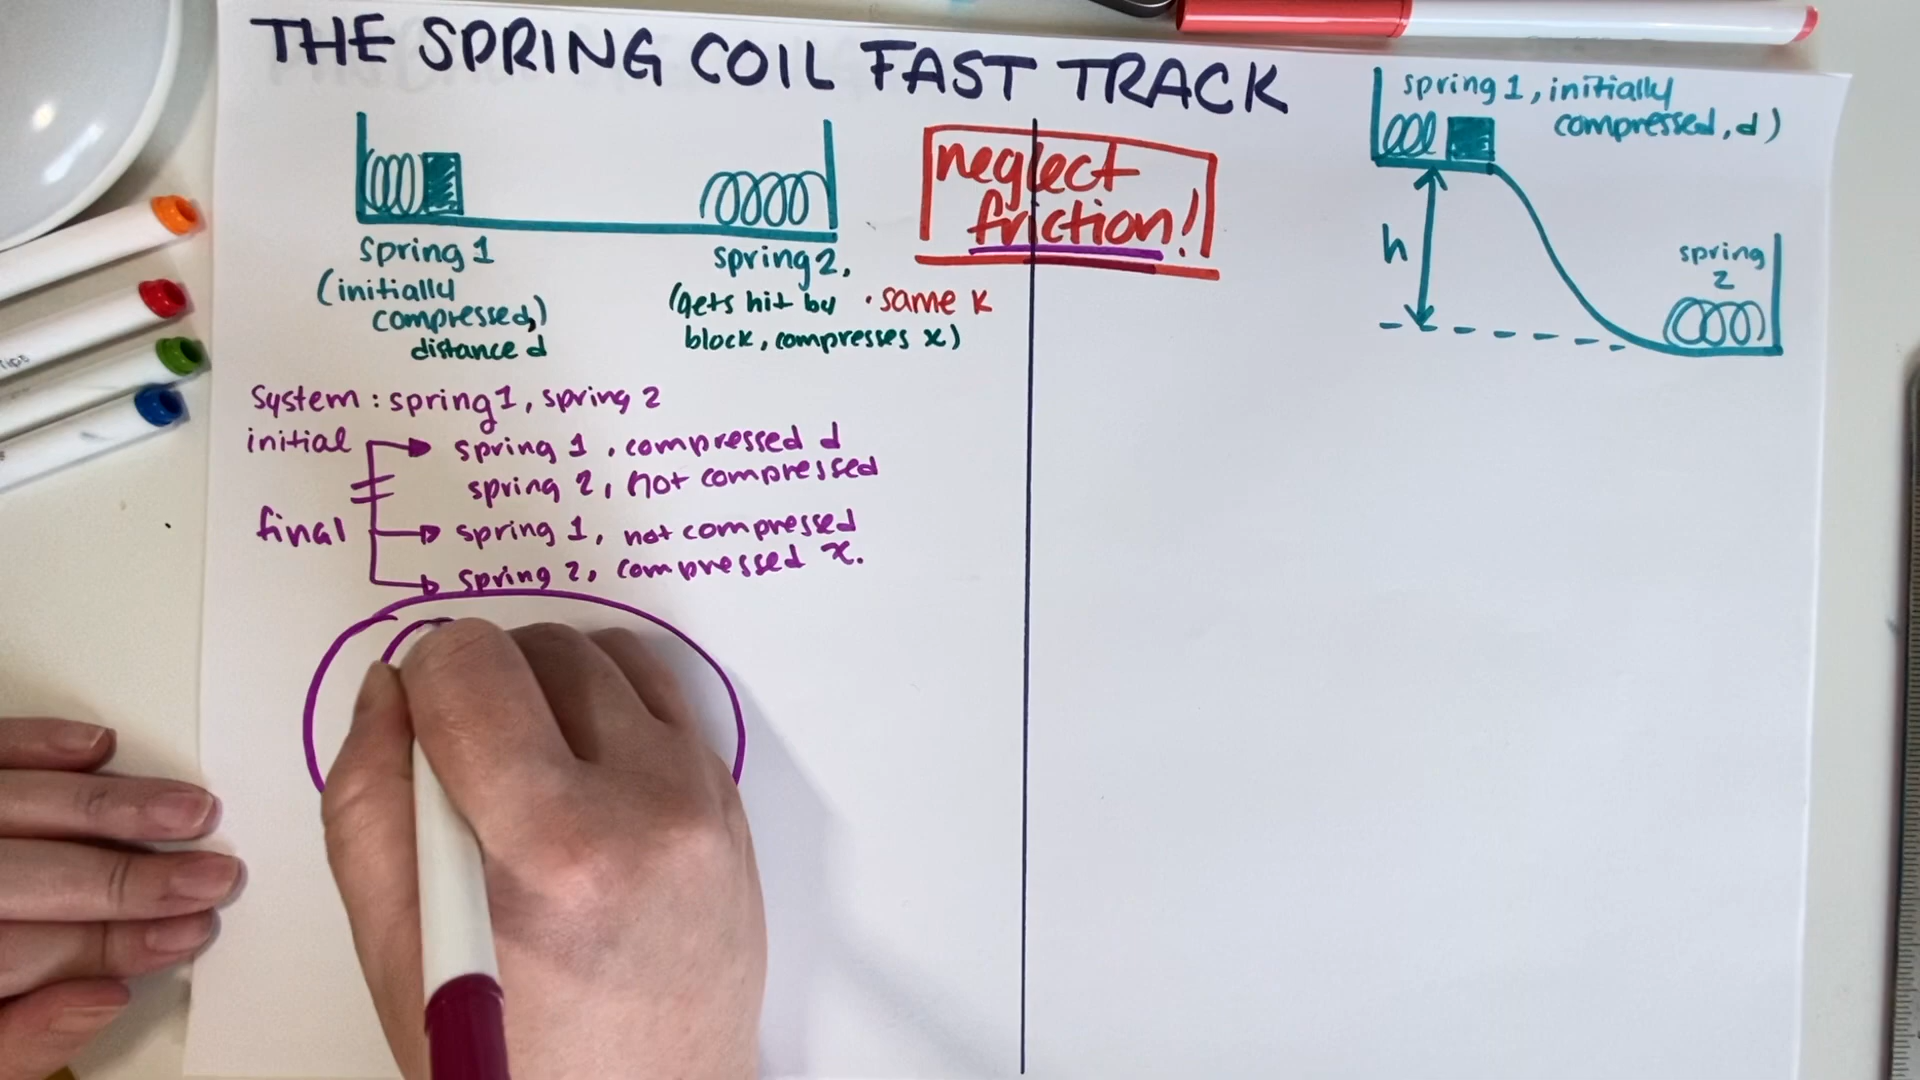 THE SPRING COIL FAST TRACK
spring 1
(initially
compressed,)
distance d
spring 2,
(gets hit by
block, compresses x)
• same k
neglect
friction!
System: spring 1, spring 2
initial
spring 1, compressed d
spring 2, not compressed
final
spring 1, not compressed
spring 2, compressed x.
spring 1, initially
compressed, d)
h
spring
2